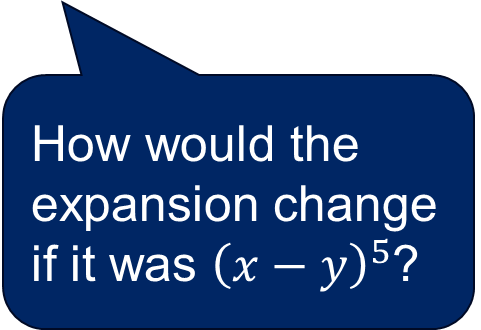 How would the
expansion change
if it was (x − y)⁵?